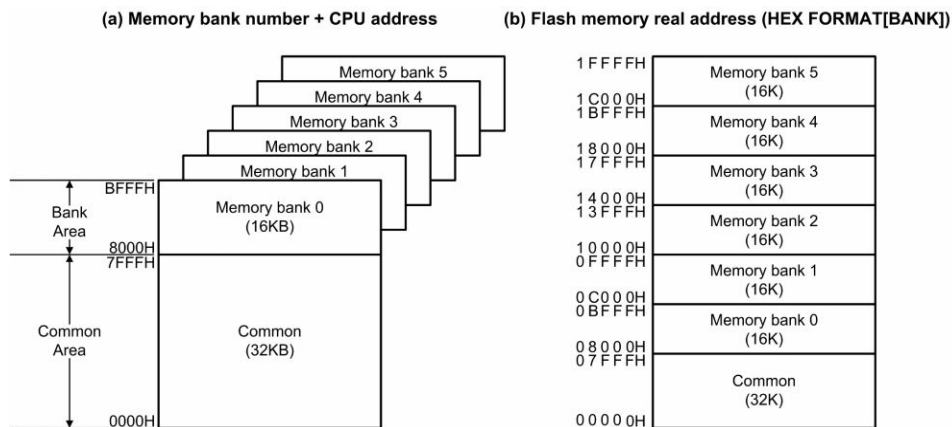 (a) Memory bank number + CPU address
Memory bank 5
Memory bank 4
Memory bank 3
Memory bank 2
Memory bank 1
BFFFH
Memory bank 0
(16KB)
Bank
Area
8000H
7FFFH
Common
Area
Common
(32KB)
0000H
(b) Flash memory real address (HEX FORMAT[BANK])
1FFFFH
Memory bank 5
(16K)
1C000H
1BFFFH
Memory bank 4
(16K)
18000H
17FFFH
Memory bank 3
(16K)
14000H
13FFFH
Memory bank 2
(16K)
10000H
0FFFFH
Memory bank 1
(16K)
0C000H
0BFFFH
Memory bank 0
(16K)
08000H
07FFFH
Common
(32K)
00000H